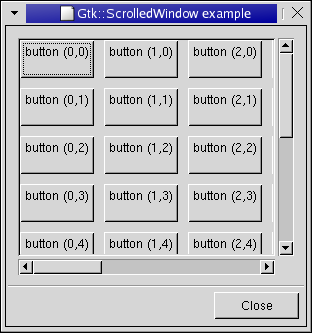 Gtk::ScrolledWindow example
button (0,0) button (1,0) button (2,0)
button (0,1) button (1,1) button (2,1)
button (0,2) button (1,2) button (2,2)
button (0,3) button (1,3) button (2,3)
button (0,4) button (1,4) button (2,4)
Close